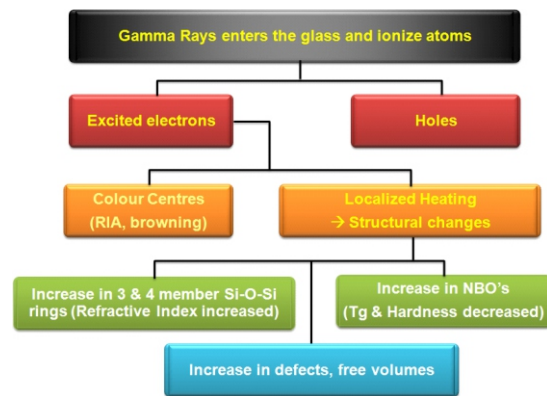 Gamma Rays enters the glass and ionize atoms
Excited electrons
Holes
Colour Centres
(RIA, browning)
Localized Heating
→ Structural changes
Increase in 3 & 4 member Si-O-Si
rings (Refractive Index increased)
Increase in NBO's
(Tg & Hardness decreased)
Increase in defects, free volumes